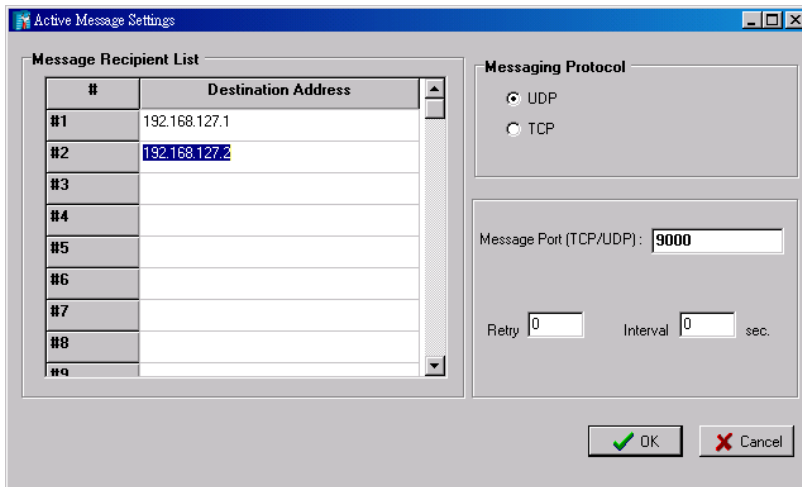 Active Message Settings
Message Recipient List
# Destination Address
#1 192.168.127.1
#2 192.168.127.2
#3
#4
#5
#6
#7
#8
#9
Messaging Protocol
UDP
TCP
Message Port (TCP/UDP) : 9000
Retry 0 Interval 0 sec.
OK Cancel